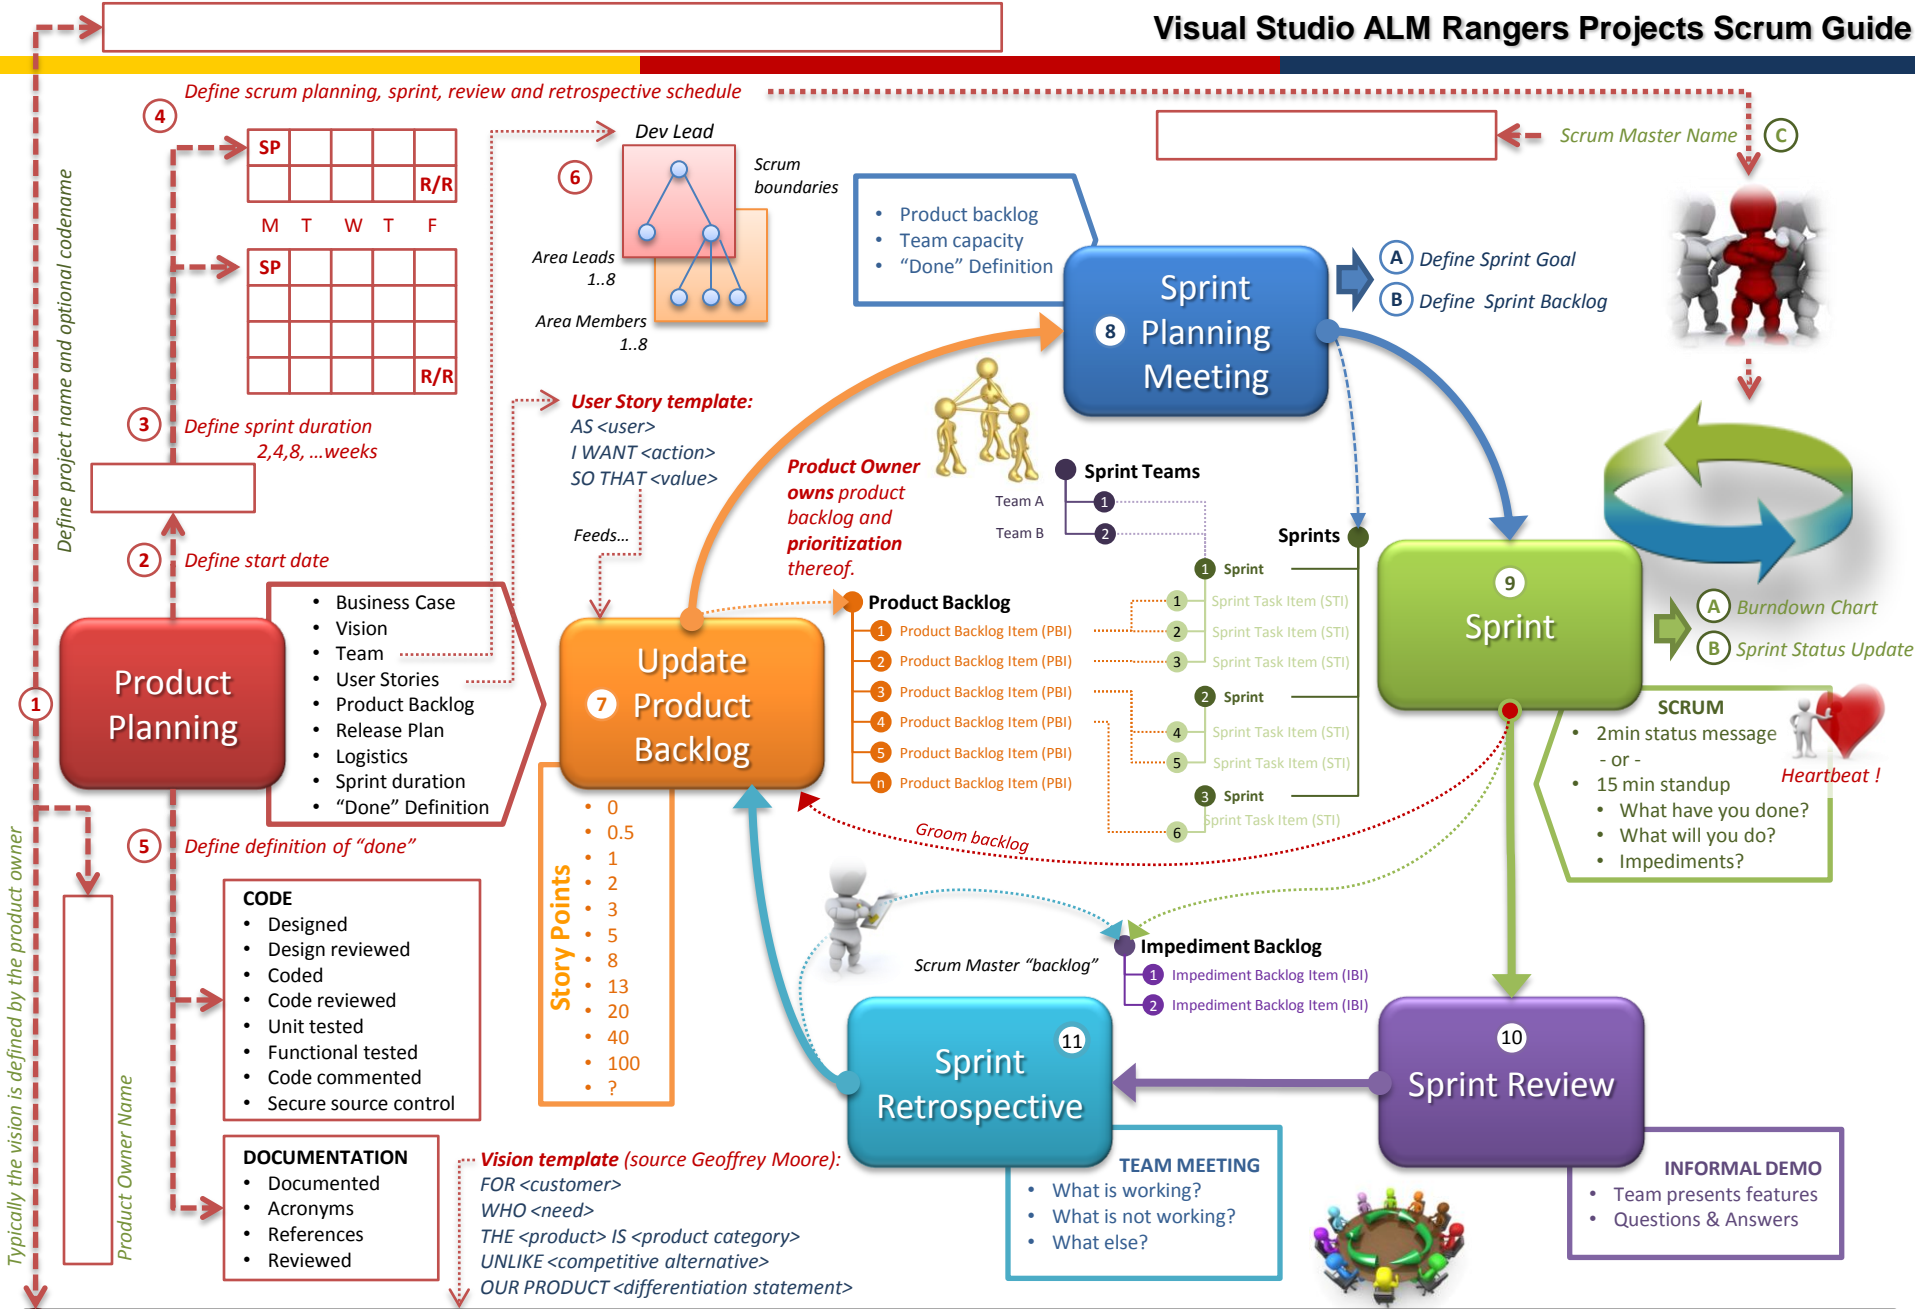 Visual Studio ALM Rangers Projects Scrum Guide
Define scrum planning, sprint, review and retrospective schedule
4
SP
R/R
M T W T F
SP
R/R
3
Define sprint duration
2,4,8, ...weeks
2
Define start date
Define project name and optional codename
1
Typically the vision is defined by the product owner
Product Owner Name
Product
Planning
• Business Case
• Vision
• Team
• User Stories
• Product Backlog
• Release Plan
• Logistics
• Sprint duration
• “Done” Definition
5
Define definition of “done”
CODE
• Designed
• Design reviewed
• Coded
• Code reviewed
• Unit tested
• Functional tested
• Code commented
• Secure source control
DOCUMENTATION
• Documented
• Acronyms
• References
• Reviewed
6
Dev Lead
Scrum
boundaries
Area Leads
1..8
Area Members
1..8
User Story template:
AS <user>
I WANT <action>
SO THAT <value>
Feeds...
7
Update
Product
Backlog
Story Points
• 0
• 0.5
• 1
• 2
• 3
• 5
• 8
• 13
• 20
• 40
• 100
• ?
Vision template (source Geoffrey Moore):
FOR <customer>
WHO <need>
THE <product> IS <product category>
UNLIKE <competitive alternative>
OUR PRODUCT <differentiation statement>
Product Owner
owns product
backlog and
prioritization
thereof.
Product Backlog
1 Product Backlog Item (PBI)
2 Product Backlog Item (PBI)
3 Product Backlog Item (PBI)
4 Product Backlog Item (PBI)
5 Product Backlog Item (PBI)
n Product Backlog Item (PBI)
• Product backlog
• Team capacity
• “Done” Definition
8
Sprint
Planning
Meeting
A Define Sprint Goal
B Define Sprint Backlog
Scrum Master Name
C
Sprint Teams
Team A 1
Team B 2
Sprints
1 Sprint
1 Sprint Task Item (STI)
2 Sprint Task Item (STI)
3 Sprint Task Item (STI)
2 Sprint
4 Sprint Task Item (STI)
5 Sprint Task Item (STI)
3 Sprint
Sprint Task Item (STI)
6
9
Sprint
A Burndown Chart
B Sprint Status Update
SCRUM
• 2min status message
- or -
• 15 min standup
• What have you done?
• What will you do?
• Impediments?
Heartbeat !
Groom backlog
Scrum Master “backlog”
Impediment Backlog
1 Impediment Backlog Item (IBI)
2 Impediment Backlog Item (IBI)
10
Sprint Review
INFORMAL DEMO
• Team presents features
• Questions & Answers
11
Sprint
Retrospective
TEAM MEETING
• What is working?
• What is not working?
• What else?